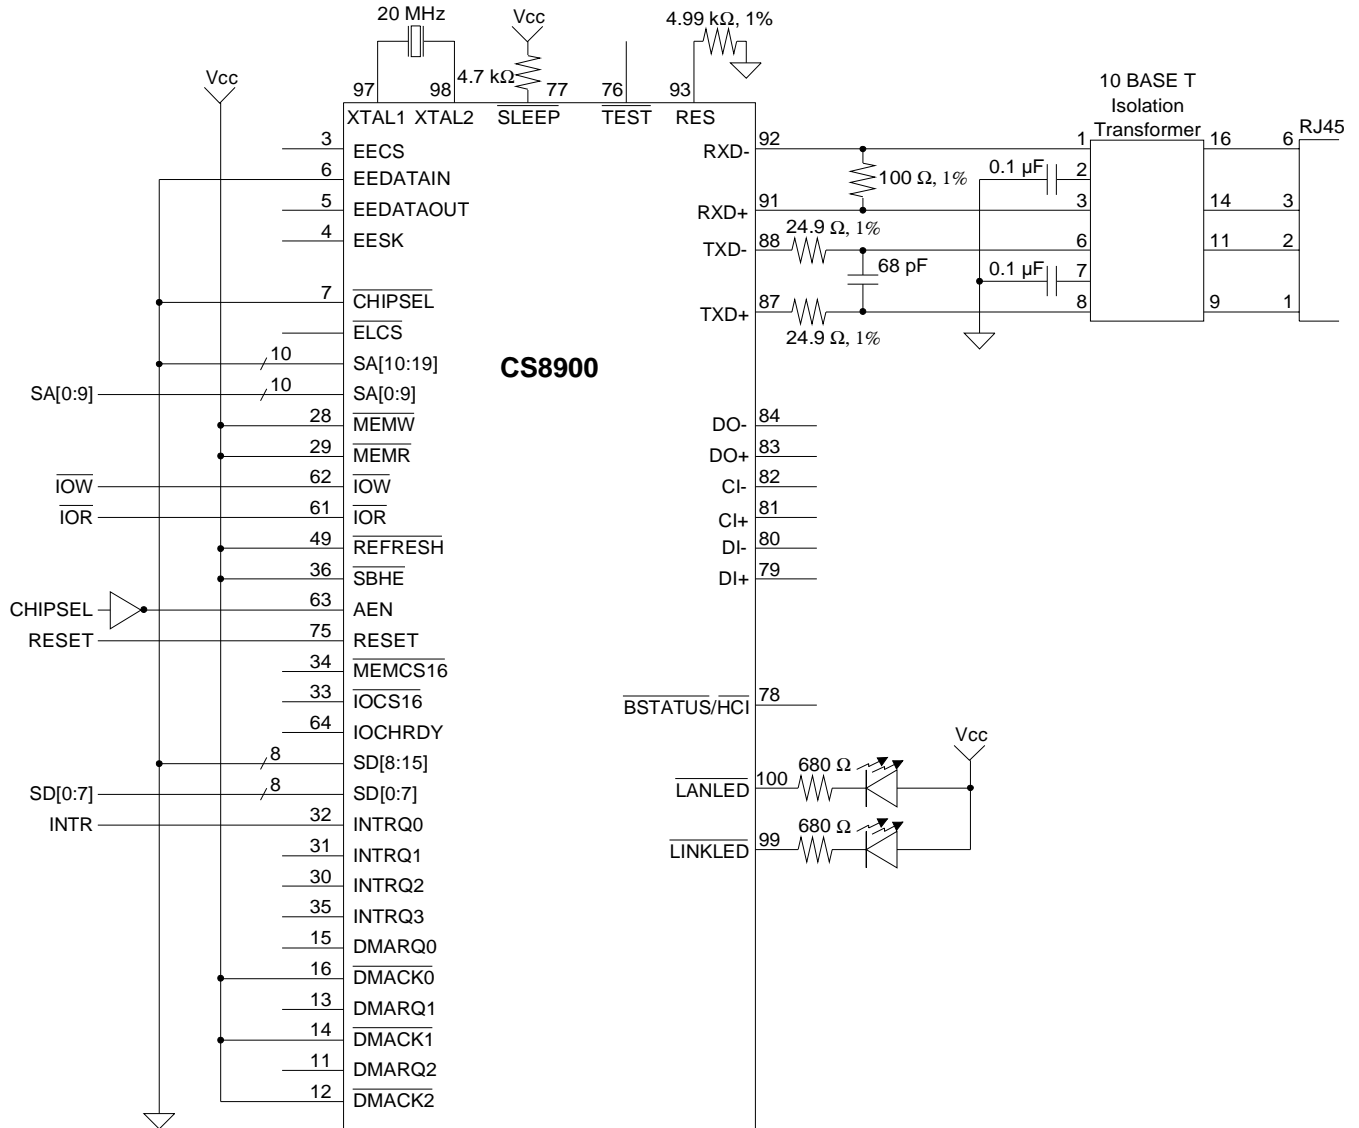 20 MHz
Vcc
4.99 kΩ, 1%
Vcc
4.7 kΩ
97
98
77
76
93
XTAL1 XTAL2 SLEEP TEST RES
10 BASE T
Isolation
Transformer
RJ45
3 EECS
6 EEDATAIN
5 EEDATAOUT
4 EESK
7 CHIPSEL
ELCS
10 SA[10:19]
SA[0:9] 10 SA[0:9]
28 MEMW
29 MEMR
IOW 62 IOW
IOR 61 IOR
49 REFRESH
36 SBHE
CHIPSEL 63 AEN
RESET 75 RESET
34 MEMCS16
33 IOCS16
64 IOCHRDY
8 SD[8:15]
SD[0:7] 8 SD[0:7]
INTR 32 INTRQ0
31 INTRQ1
30 INTRQ2
35 INTRQ3
15 DMARQ0
16 DMACK0
13 DMARQ1
14 DMACK1
11 DMARQ2
12 DMACK2
CS8900
RXD- 92 1 16 6
100 Ω, 1% 0.1 µF 2
RXD+ 91 3 14 3
24.9 Ω, 1%
TXD- 88 6 11 2
68 pF 0.1 µF 7
TXD+ 87 8 9 1
24.9 Ω, 1%
DO- 84
DO+ 83
CI- 82
CI+ 81
DI- 80
DI+ 79
BSTATUS/HCI 78
Vcc
LANLED 100 680 Ω
LINKLED 99 680 Ω